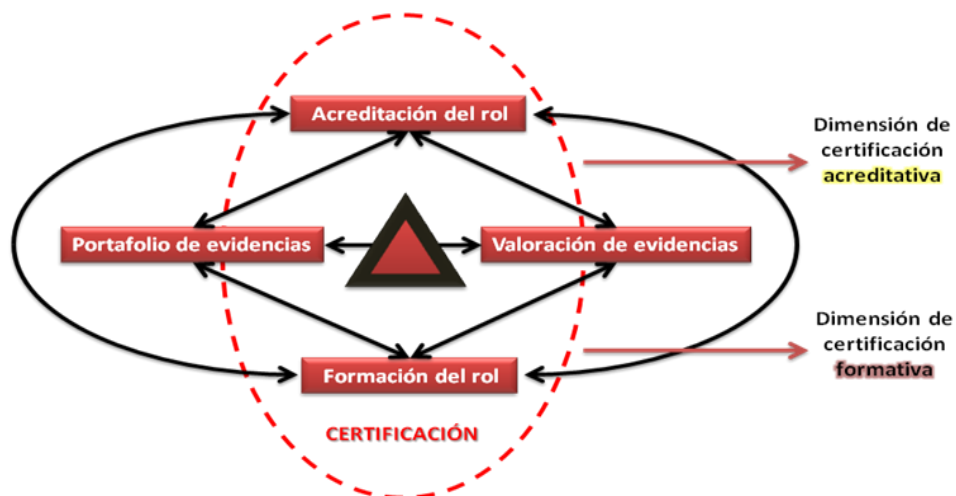 Acreditación del rol
Dimensión de
certificación
acreditativa
Portafolio de evidencias
Valoración de evidencias
Dimensión de
certificación
formativa
Formación del rol
CERTIFICACIÓN